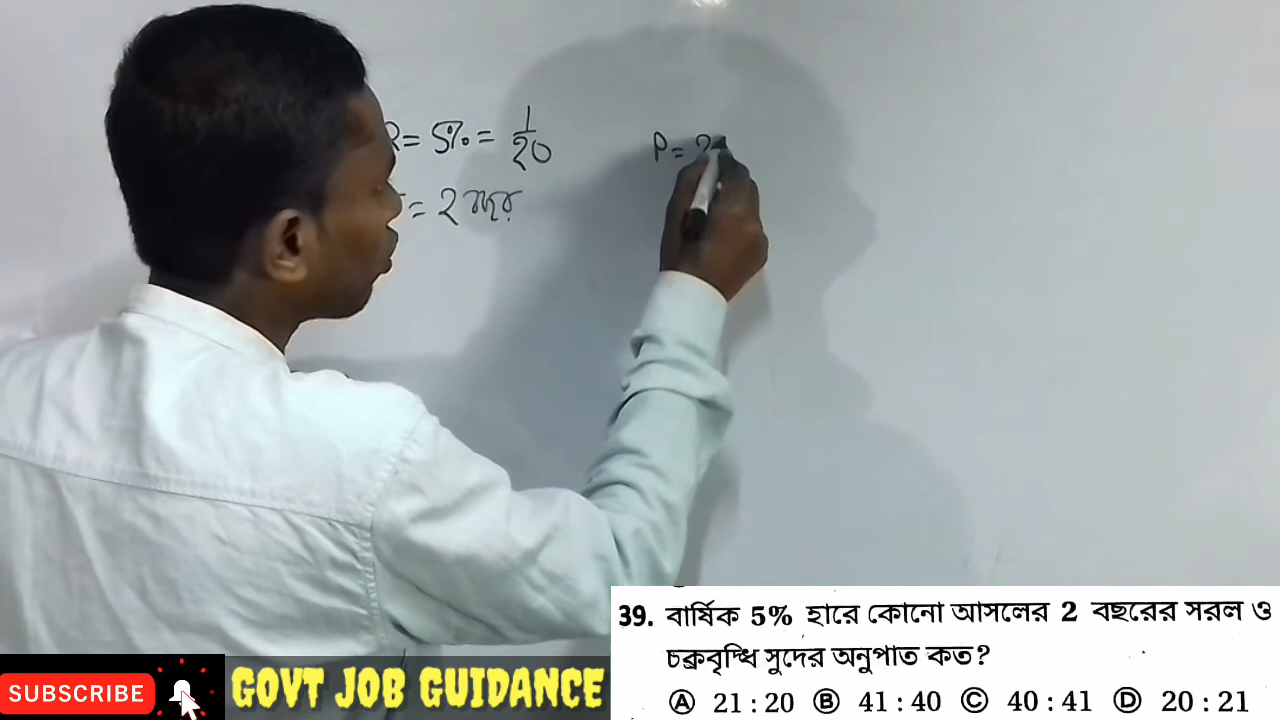 R = 5% = 1/20
= 2 বছর
P =
39. বার্ষিক 5% হারে কোনো আসলের 2 বছরের সরল ও
চক্রবৃদ্ধি সুদের অনুপাত কত?
Ⓐ 21 : 20 Ⓑ 41 : 40 Ⓒ 40 : 41 Ⓓ 20 : 21
SUBSCRIBE
GOVT JOB GUIDANCE